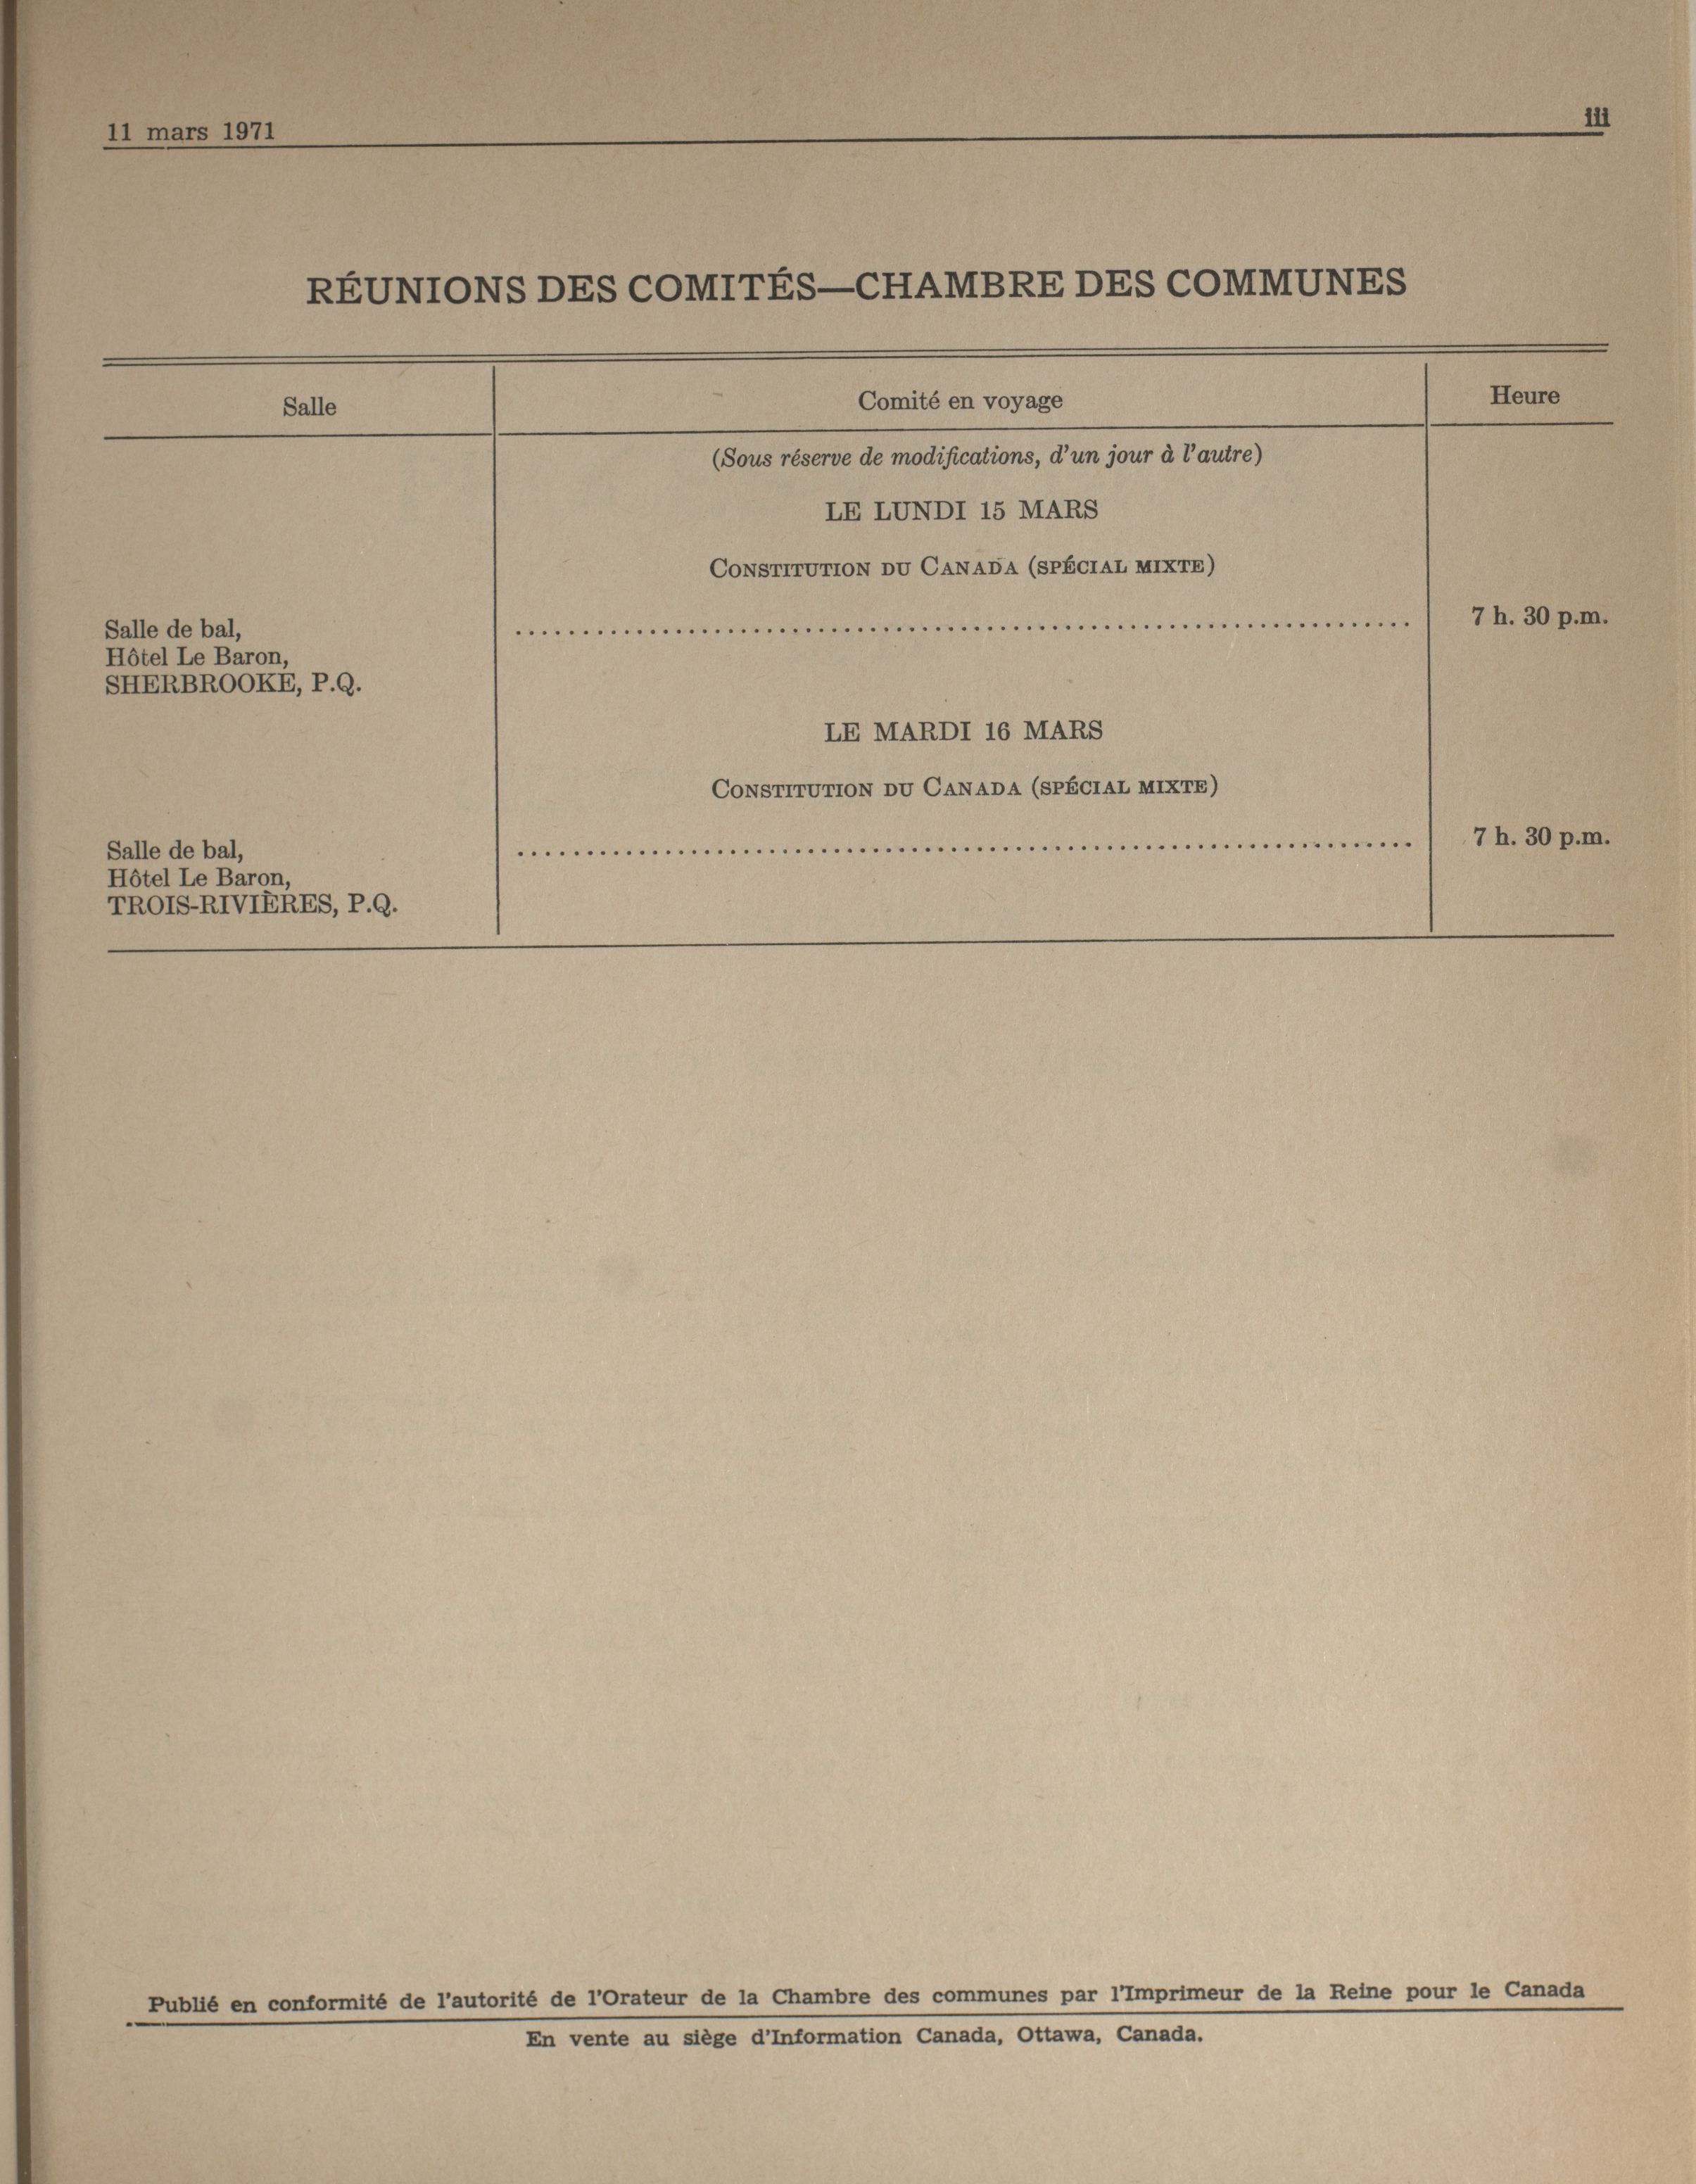 11 mars 1971
iii
RÉUNIONS DES COMITÉS—CHAMBRE DES COMMUNES
Salle
Comité en voyage
Heure
(Sous réserve de modifications, d'un jour à l'autre)
LE LUNDI 15 MARS
CONSTITUTION DU CANADA (SPÉCIAL MIXTE)
Salle de bal, ........ 7 h. 30 p.m.
Hôtel Le Baron,
SHERBROOKE, P.Q.
LE MARDI 16 MARS
CONSTITUTION DU CANADA (SPÉCIAL MIXTE)
Salle de bal, ........ 7 h. 30 p.m.
Hôtel Le Baron,
TROIS-RIVIÈRES, P.Q.
Publié en conformité de l'autorité de l'Orateur de la Chambre des communes par l'Imprimeur de la Reine pour le Canada
En vente au siège d'Information Canada, Ottawa, Canada.